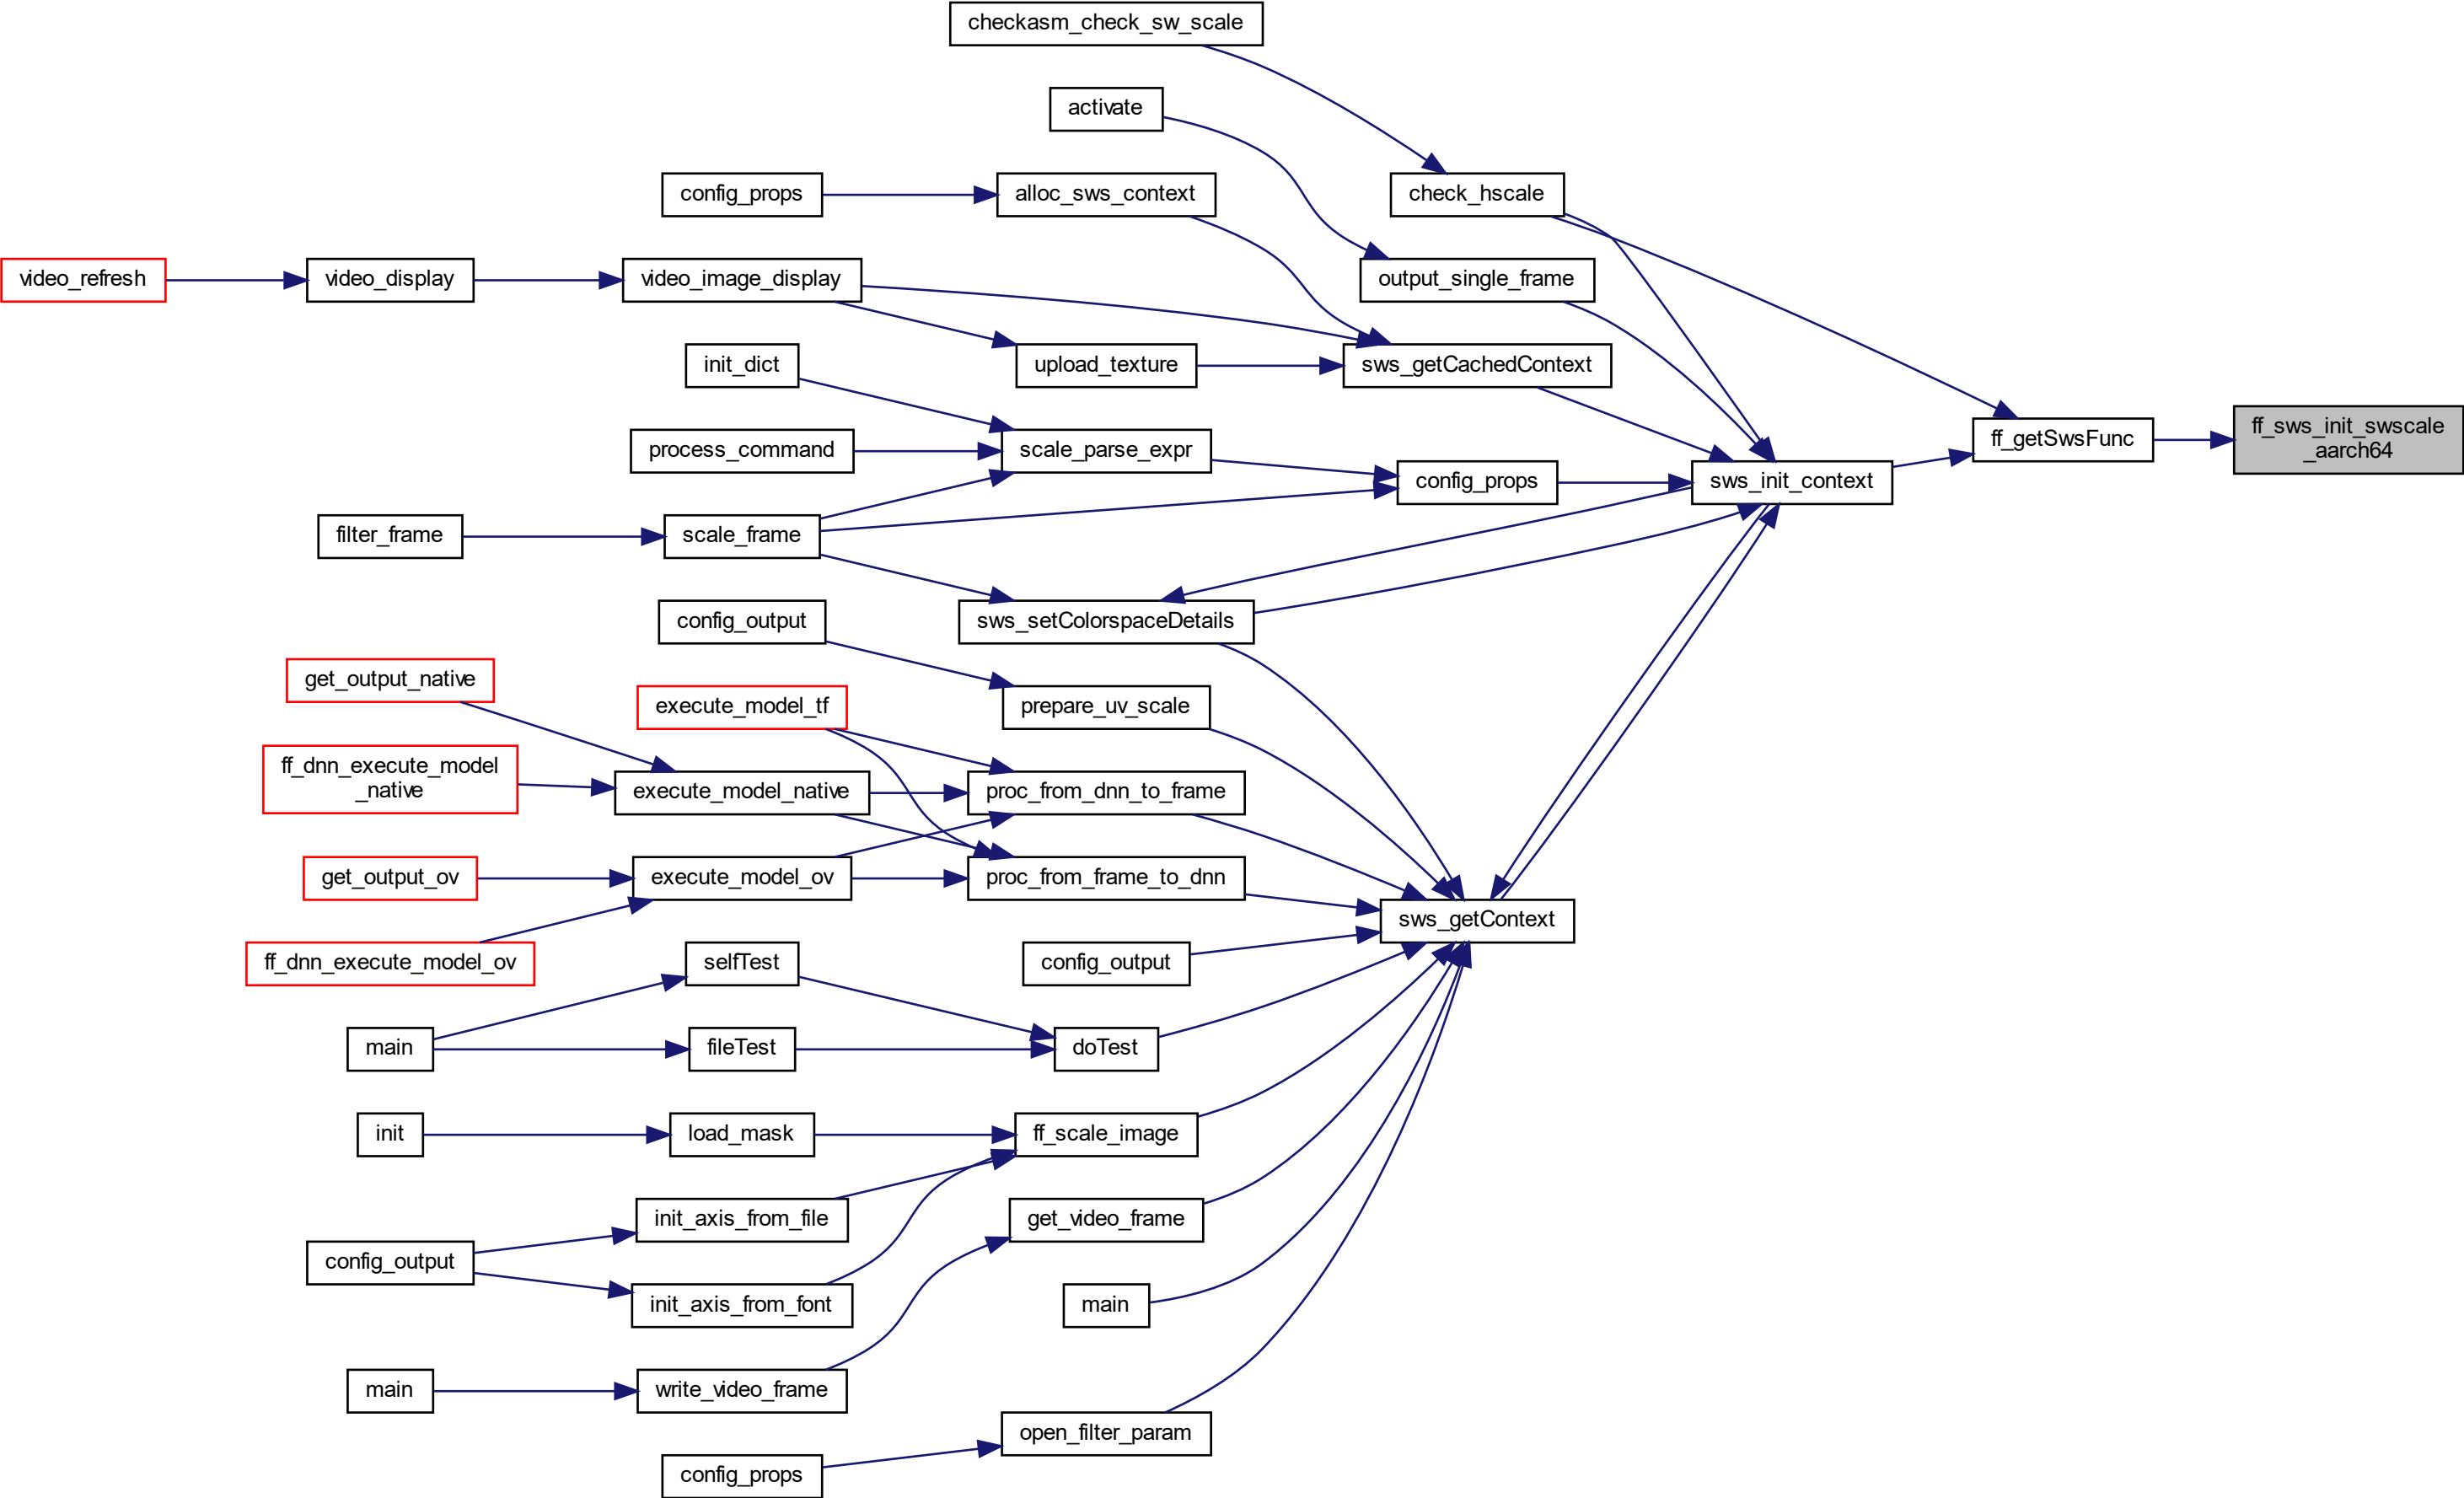 checkasm_check_sw_scale
activate
config_props
alloc_sws_context
check_hscale
video_refresh
video_display
video_image_display
output_single_frame
init_dict
upload_texture
sws_getCachedContext
process_command
scale_parse_expr
ff_getSwsFunc
ff_sws_init_swscale
_aarch64
config_props
sws_init_context
filter_frame
scale_frame
config_output
sws_setColorspaceDetails
get_output_native
execute_model_tf
prepare_uv_scale
ff_dnn_execute_model
_native
execute_model_native
proc_from_dnn_to_frame
get_output_ov
execute_model_ov
proc_from_frame_to_dnn
sws_getContext
ff_dnn_execute_model_ov
selfTest
config_output
main
fileTest
doTest
init
load_mask
ff_scale_image
init_axis_from_file
get_video_frame
config_output
init_axis_from_font
main
main
write_video_frame
open_filter_param
config_props